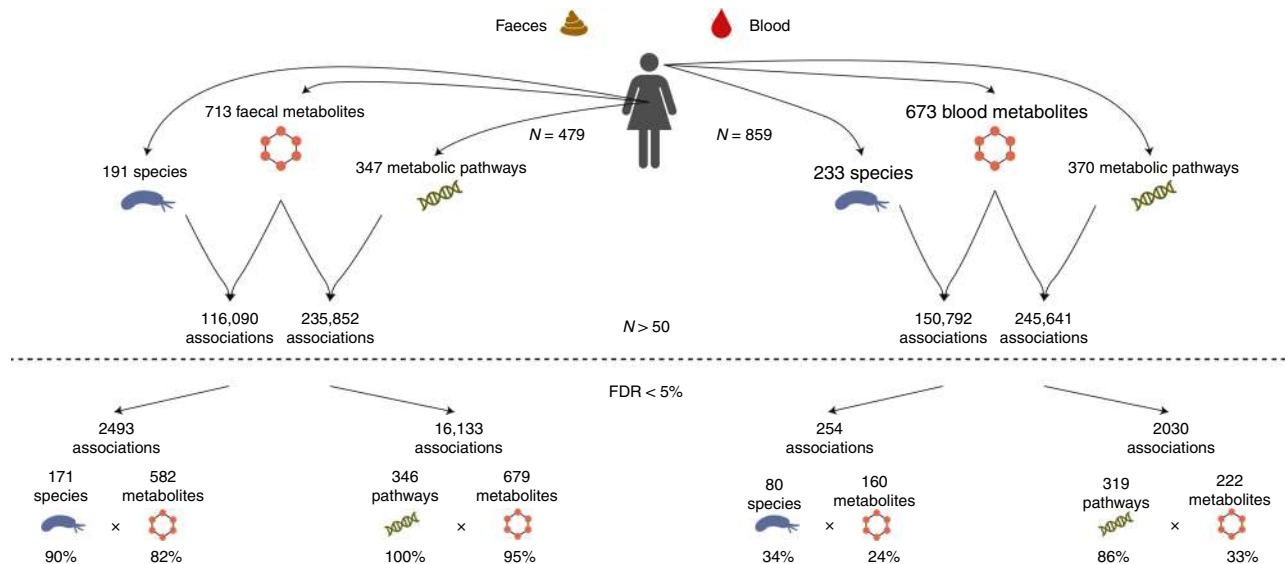 Faeces
Blood
713 faecal metabolites
673 blood metabolites
N = 479
N = 859
191 species
347 metabolic pathways
233 species
370 metabolic pathways
116,090
associations
235,852
associations
N > 50
150,792
associations
245,641
associations
FDR < 5%
2493
associations
16,133
associations
254
associations
2030
associations
171
species
582
metabolites
346
pathways
679
metabolites
80
species
160
metabolites
319
pathways
222
metabolites
×
×
×
×
90%
82%
100%
95%
34%
24%
86%
33%